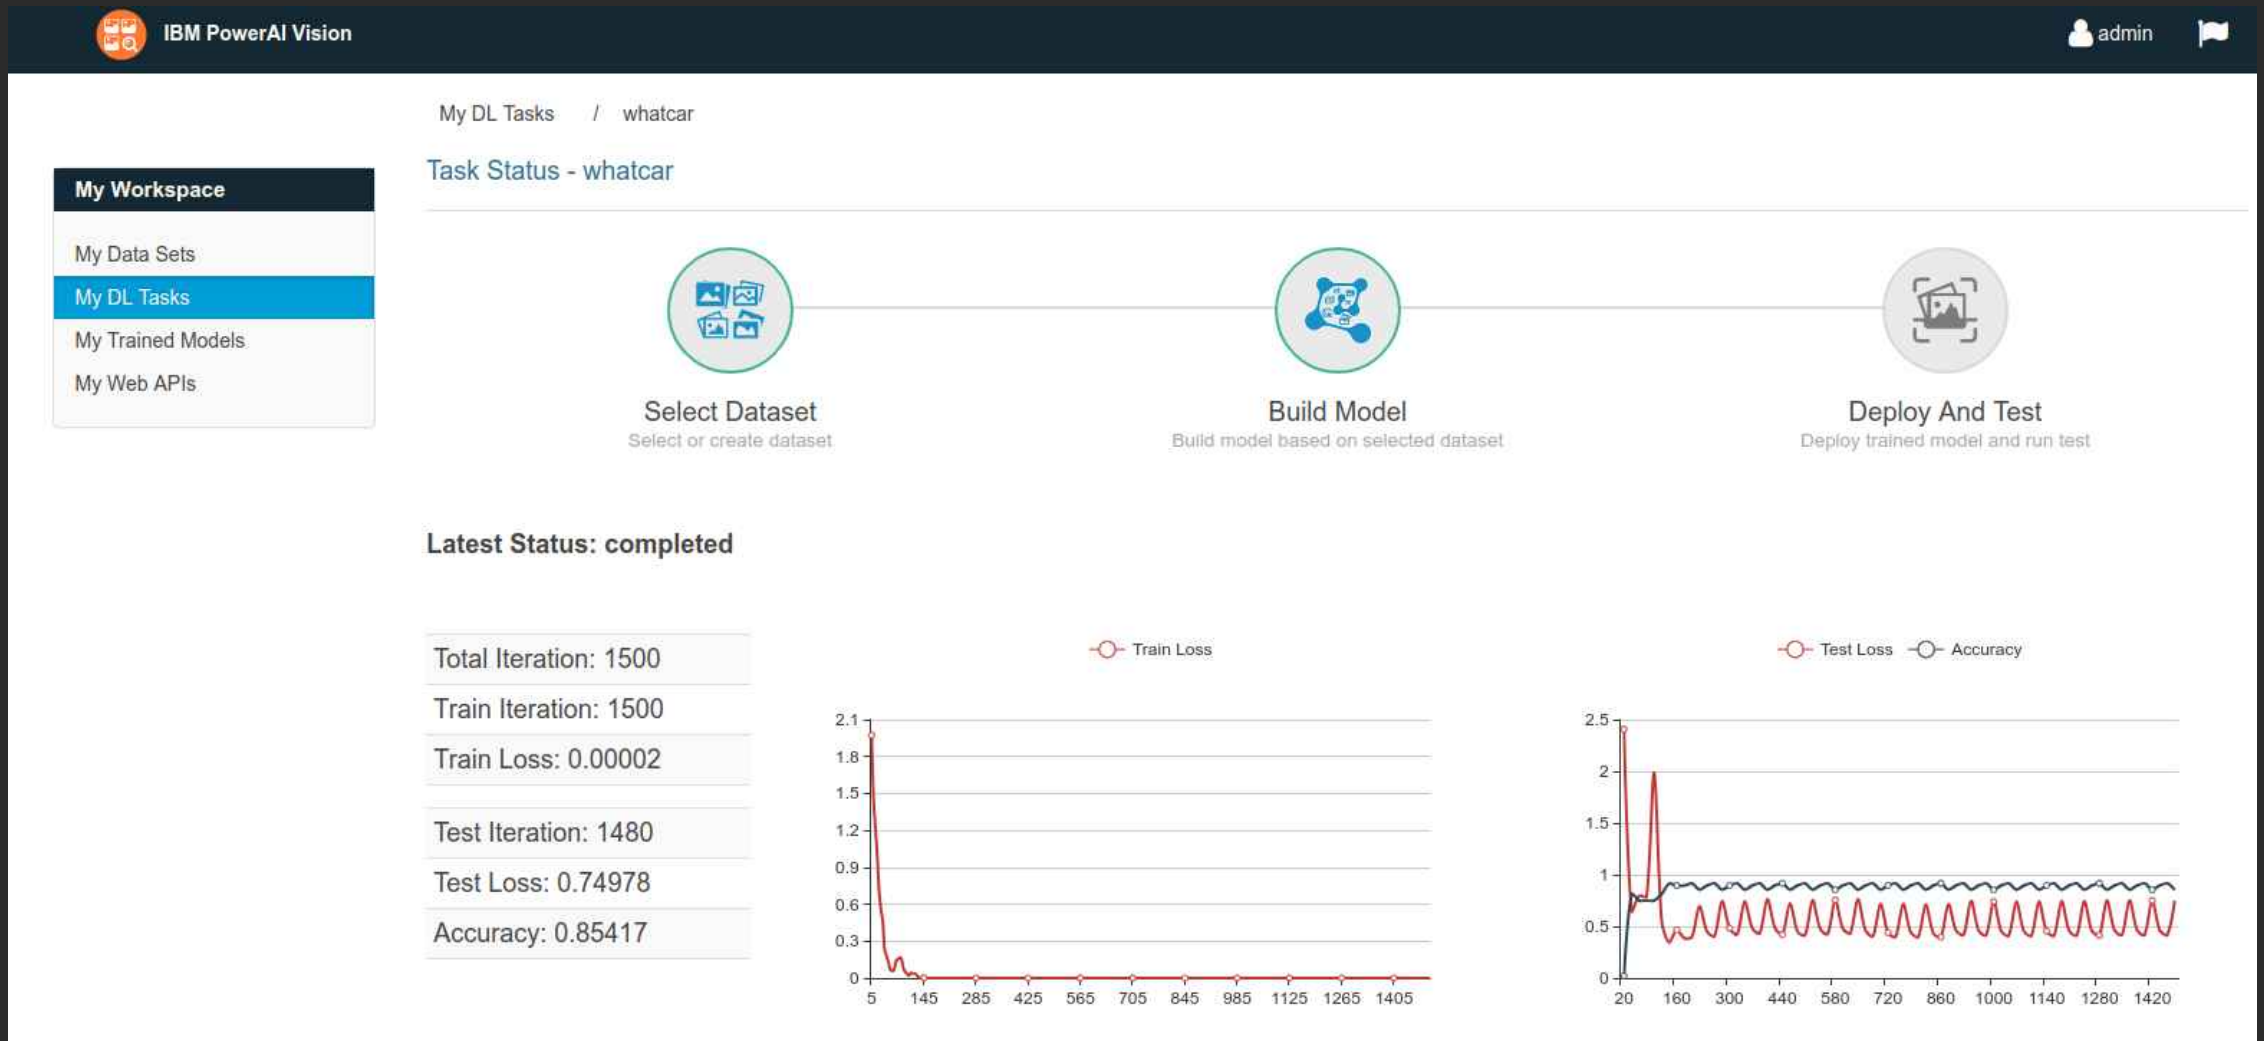 IBM PowerAI Vision
admin
My DL Tasks / whatcar
Task Status - whatcar
My Workspace
My Data Sets
My DL Tasks
My Trained Models
My Web APIs
Select Dataset
Select or create dataset
Build Model
Build model based on selected dataset
Deploy And Test
Deploy trained model and run test
Latest Status: completed
Total Iteration: 1500
Train Iteration: 1500
Train Loss: 0.00002
Test Iteration: 1480
Test Loss: 0.74978
Accuracy: 0.85417
Train Loss
2.1
1.8
1.5
1.2
0.9
0.6
0.3
0
5 145 285 425 565 705 845 985 1125 1265 1405
Test Loss Accuracy
2.5
2
1.5
1
0.5
0
20 160 300 440 580 720 860 1000 1140 1280 1420